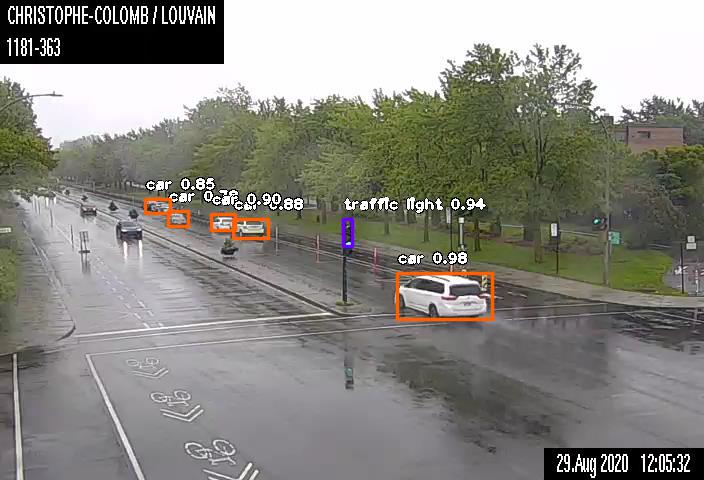 CHRISTOPHE-COLOMB / LOUVAIN
1181-363
car 0.85
car 0.90
0.88
traffic light 0.94
car 0.98
29.Aug 2020 12:05:32